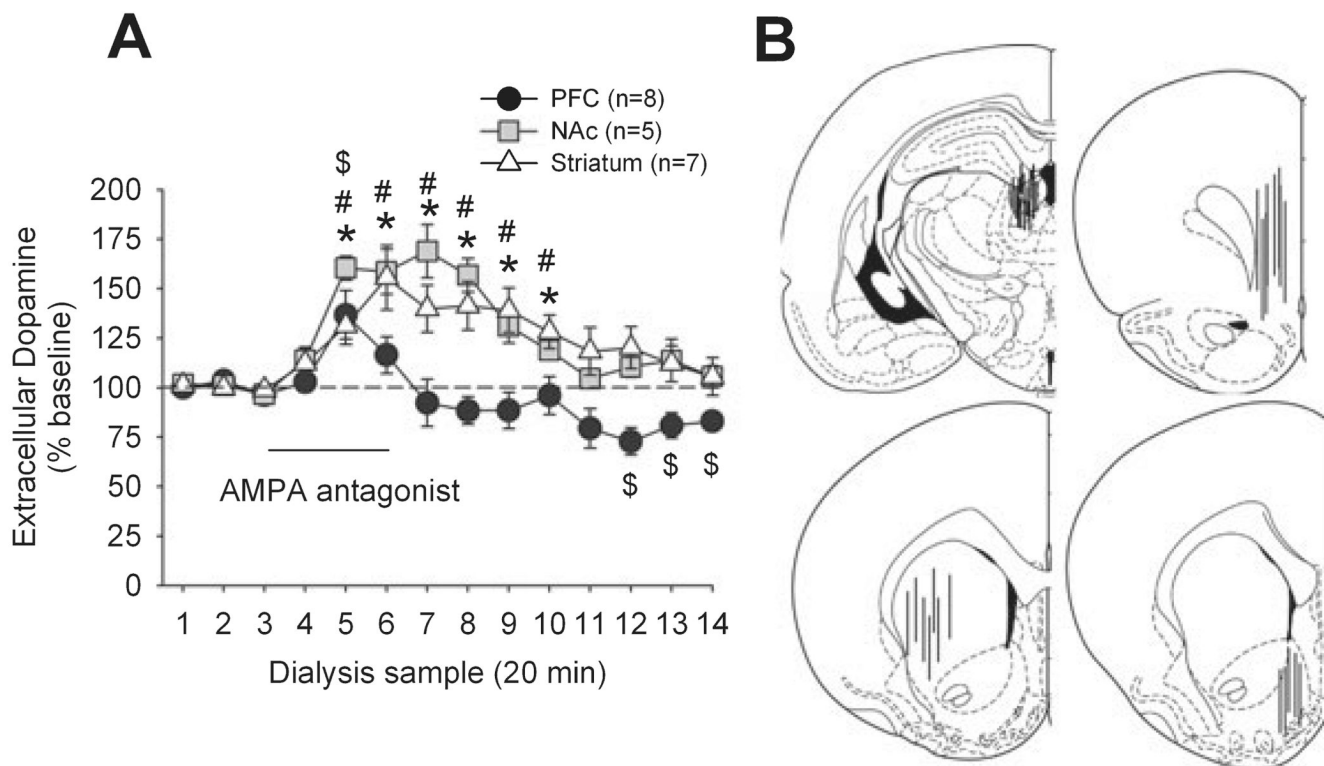 A
B
PFC (n=8)
NAc (n=5)
Striatum (n=7)
Extracellular Dopamine
(% baseline)
200
175
150
125
100
75
50
25
0
$
# # # # # #
* * * * * *
$ $ $
AMPA antagonist
1 2 3 4 5 6 7 8 9 10 11 12 13 14
Dialysis sample (20 min)